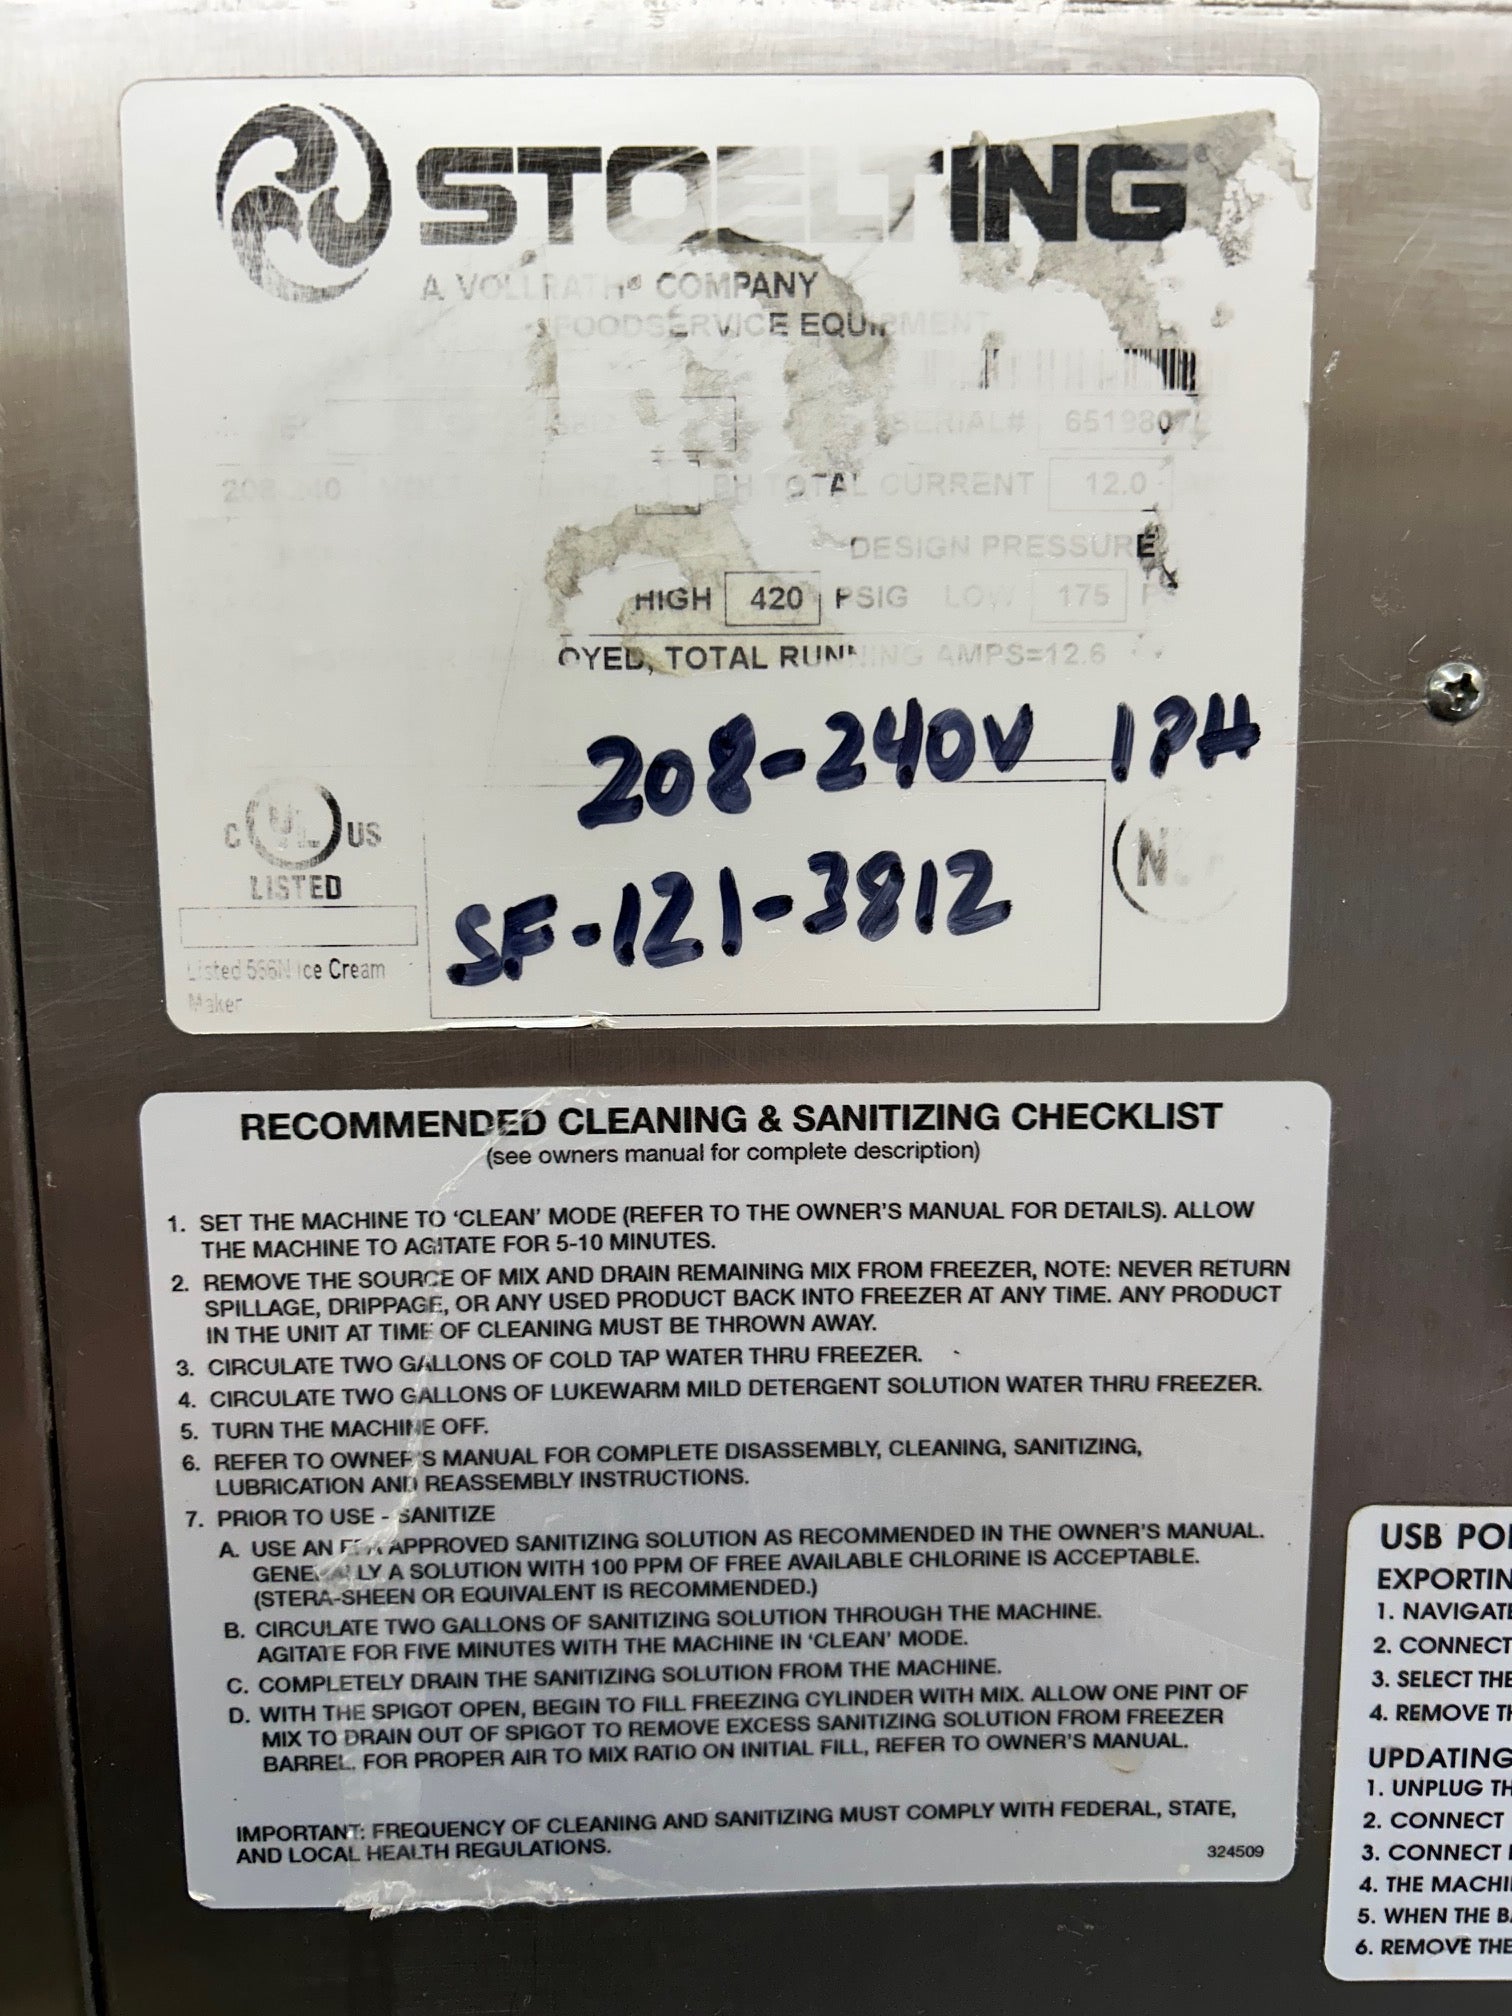 STOELTING
A VOLLRATH® COMPANY
FOODSERVICE EQUIPMENT
SERIAL#
208-240 PH TOTAL CURRENT 12.0
DESIGN PRESSURE
HIGH 420 PSIG LOW 175
OYED, TOTAL RUNNING AMPS=12.6
208-240V 1PH
C UL US
LISTED
SF-121-3812
Listed 566N Ice Cream
Maker
RECOMMENDED CLEANING & SANITIZING CHECKLIST
(see owners manual for complete description)
1. SET THE MACHINE TO ‘CLEAN’ MODE (REFER TO THE OWNER’S MANUAL FOR DETAILS). ALLOW
THE MACHINE TO AGITATE FOR 5-10 MINUTES.
2. REMOVE THE SOURCE OF MIX AND DRAIN REMAINING MIX FROM FREEZER, NOTE: NEVER RETURN
SPILLAGE, DRIPPAGE, OR ANY USED PRODUCT BACK INTO FREEZER AT ANY TIME. ANY PRODUCT
IN THE UNIT AT TIME OF CLEANING MUST BE THROWN AWAY.
3. CIRCULATE TWO GALLONS OF COLD TAP WATER THRU FREEZER.
4. CIRCULATE TWO GALLONS OF LUKEWARM MILD DETERGENT SOLUTION WATER THRU FREEZER.
5. TURN THE MACHINE OFF.
6. REFER TO OWNER’S MANUAL FOR COMPLETE DISASSEMBLY, CLEANING, SANITIZING,
LUBRICATION AND REASSEMBLY INSTRUCTIONS.
7. PRIOR TO USE - SANITIZE
A. USE AN EPA APPROVED SANITIZING SOLUTION AS RECOMMENDED IN THE OWNER’S MANUAL.
GENERALLY A SOLUTION WITH 100 PPM OF FREE AVAILABLE CHLORINE IS ACCEPTABLE.
(STERA-SHEEN OR EQUIVALENT IS RECOMMENDED.)
B. CIRCULATE TWO GALLONS OF SANITIZING SOLUTION THROUGH THE MACHINE.
AGITATE FOR FIVE MINUTES WITH THE MACHINE IN ‘CLEAN’ MODE.
C. COMPLETELY DRAIN THE SANITIZING SOLUTION FROM THE MACHINE.
D. WITH THE SPIGOT OPEN, BEGIN TO FILL FREEZING CYLINDER WITH MIX. ALLOW ONE PINT OF
MIX TO DRAIN OUT OF SPIGOT TO REMOVE EXCESS SANITIZING SOLUTION FROM FREEZER
BARREL. FOR PROPER AIR TO MIX RATIO ON INITIAL FILL, REFER TO OWNER’S MANUAL.
IMPORTANT: FREQUENCY OF CLEANING AND SANITIZING MUST COMPLY WITH FEDERAL, STATE,
AND LOCAL HEALTH REGULATIONS.
324509
USB PO
EXPORTIN
1. NAVIGATE
2. CONNECT
3. SELECT THE
4. REMOVE TH
UPDATING
1. UNPLUG TH
2. CONNECT
3. CONNECT
4. THE MACHI
5. WHEN THE
6. REMOVE THE